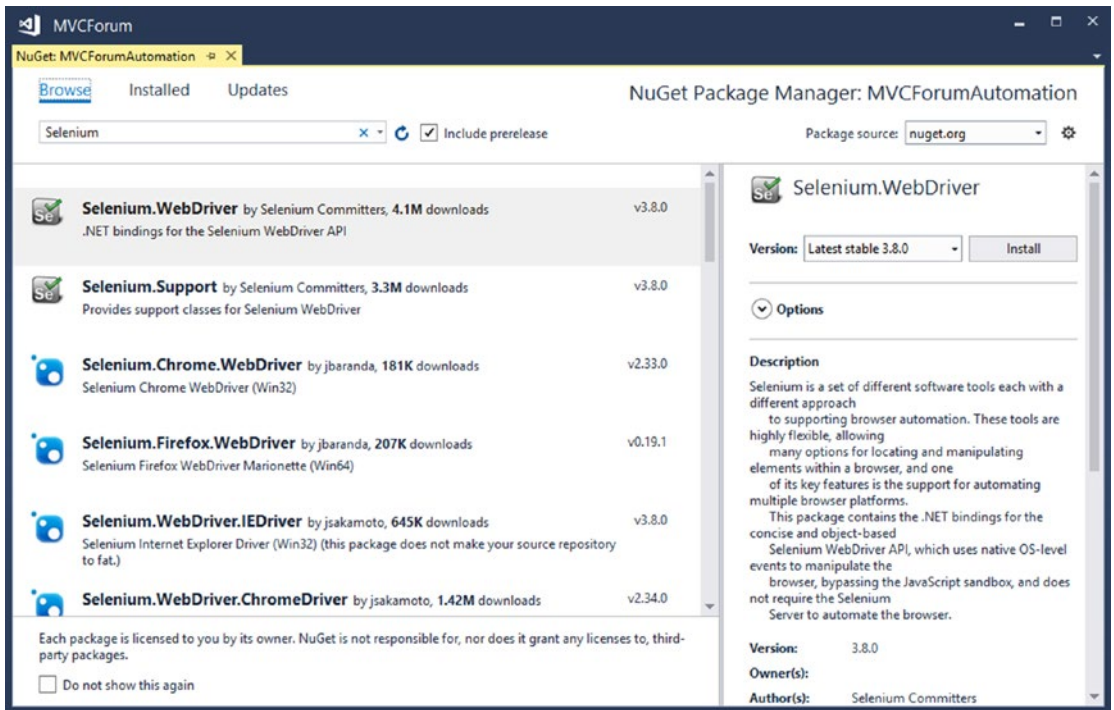 MVCForum
NuGet: MVCForumAutomation
Browse Installed Updates
NuGet Package Manager: MVCForumAutomation
Selenium
Include prerelease
Package source: nuget.org
Selenium.WebDriver by Selenium Committers, 4.1M downloads v3.8.0
.NET bindings for the Selenium WebDriver API
Selenium.Support by Selenium Committers, 3.3M downloads v3.8.0
Provides support classes for Selenium WebDriver
Selenium.Chrome.WebDriver by jbaranda, 181K downloads v2.33.0
Selenium Chrome WebDriver (Win32)
Selenium.Firefox.WebDriver by jbaranda, 207K downloads v0.19.1
Selenium Firefox WebDriver Marionette (Win64)
Selenium.WebDriver.IEDriver by jsakamoto, 645K downloads v3.8.0
Selenium Internet Explorer Driver (Win32) (this package does not make your source repository
to fat.)
Selenium.WebDriver.ChromeDriver by jsakamoto, 1.42M downloads v2.34.0
Each package is licensed to you by its owner. NuGet is not responsible for, nor does it grant any licenses to, third-
party packages.
Do not show this again
Se
Se
Se
Selenium.WebDriver
Version: Latest stable 3.8.0 Install
Options
Description
Selenium is a set of different software tools each with a
different approach
to supporting browser automation. These tools are
highly flexible, allowing
many options for locating and manipulating
elements within a browser, and one
of its key features is the support for automating
multiple browser platforms.
This package contains the .NET bindings for the
concise and object-based
Selenium WebDriver API, which uses native OS-level
events to manipulate the
browser, bypassing the JavaScript sandbox, and does
not require the Selenium
Server to automate the browser.
Version: 3.8.0
Owner(s):
Author(s): Selenium Committers